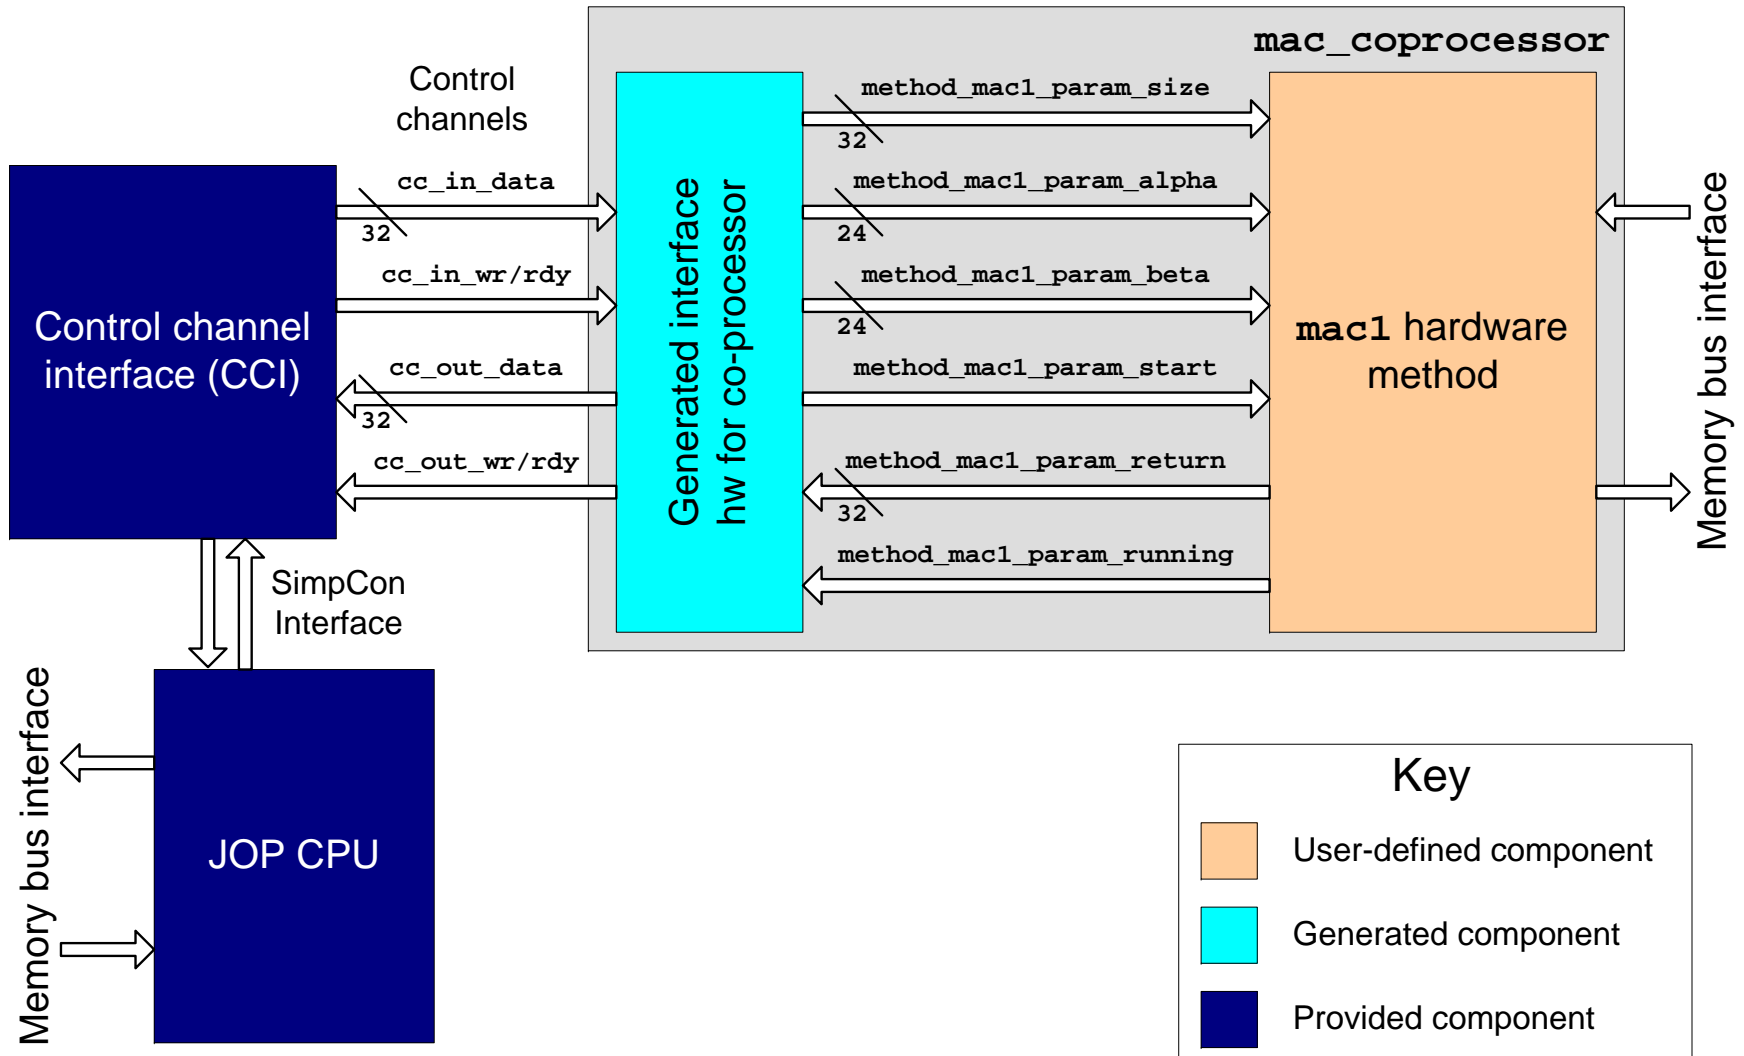 mac_coprocessor
Control
channels
method_mac1_param_size
32
cc_in_data
32
method_mac1_param_alpha
24
cc_in_wr/rdy
method_mac1_param_beta
24
cc_out_data
32
method_mac1_param_start
cc_out_wr/rdy
method_mac1_param_return
32
method_mac1_param_running
Control channel
interface (CCI)
Generated interface
hw for co-processor
mac1 hardware
method
Memory bus interface
SimpCon
Interface
Memory bus interface
JOP CPU
Key
User-defined component
Generated component
Provided component